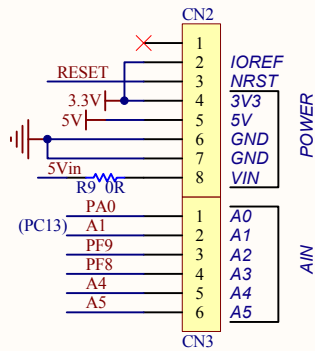 CN2
1
2 IOREF
RESET 3 NRST
3.3V 4 3V3
5V 5 5V
6 GND
7 GND
5Vin 8 VIN
R9 0R
POWER
PA0 1 A0
(PC13) A1 2 A1
PF9 3 A2
PF8 4 A3
A4 5 A4
A5 6 A5
AIN
CN3